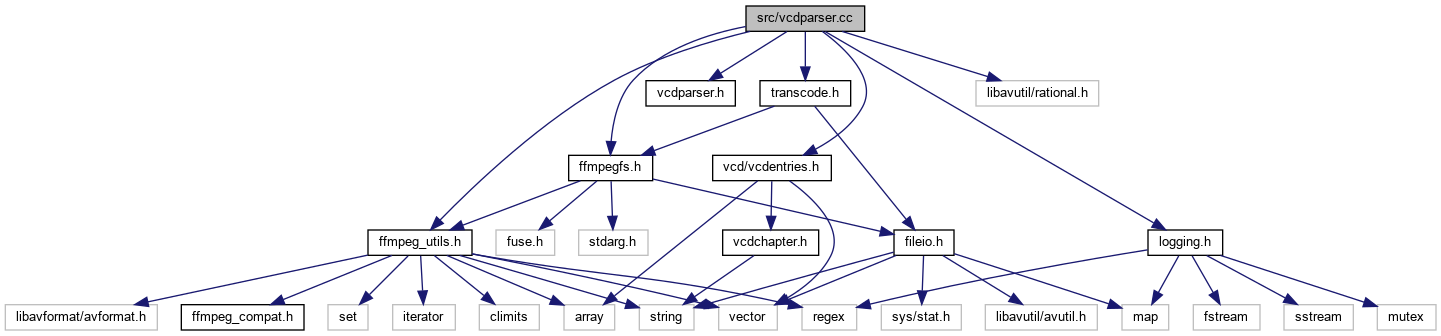 src/vcdparser.cc
vcdparser.h
transcode.h
libavutil/rational.h
ffmpegfs.h
vcd/vcdentries.h
ffmpeg_utils.h
fuse.h
stdarg.h
vcdchapter.h
fileio.h
logging.h
libavformat/avformat.h
ffmpeg_compat.h
set
iterator
climits
array
string
vector
regex
sys/stat.h
libavutil/avutil.h
map
fstream
sstream
mutex